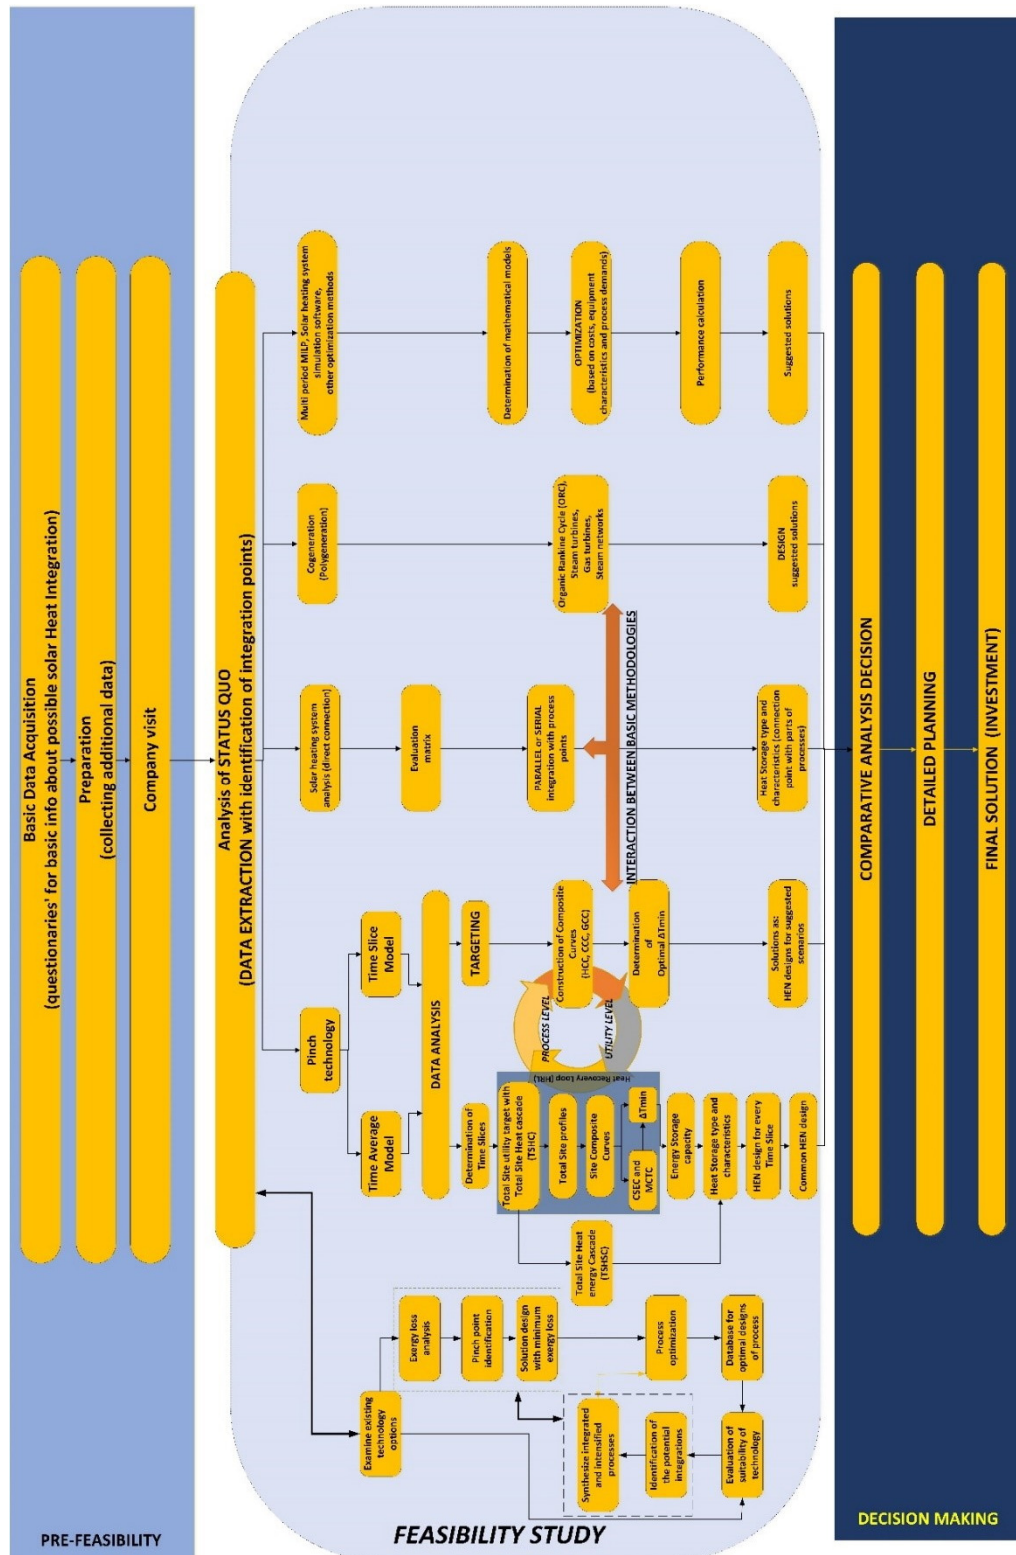 Basic Data Acquisition
(questionaries' for basic info about possible solar Heat Integration)
Preparation
(collecting additional data)
Company visit
PRE-FEASIBILITY
Analysis of STATUS QUO
(DATA EXTRACTION with identification of integration points)
Examine existing
technology
options
Exergy loss
analysis
Pinch point
identification
Solution design
with minimum
exergy loss
Process
optimization
Database for
optimal designs
of process
Synthesize integrated
and intensified
processes
Identification of
the potential
integrations
Evaluation of
suitability of
technology
Pinch
technology
Time Average
Model
Time Slice
Model
DATA ANALYSIS
Determination of
Time Slices
TARGETING
Total Site utility target with
Total Site Heat cascade
(TSHC)
Total Site profiles
Site Composite
Curves
CSEC and
MCTC
ΔTmin
Heat Recovery Loop (HRL)
Total Site Heat
energy Cascade
(TSHSC)
Energy Storage
capacity
Heat Storage type and
characteristics
HEN design for every
Time Slice
Common HEN design
PROCESS LEVEL
UTILITY LEVEL
Construction of Composite
Curves
(HCC, CCC, GCC)
Determination
of
Optimal ΔTmin
Solutions as:
HEN designs for suggested
scenarios
INTERACTION BETWEEN BASIC METHODOLOGIES
Solar heating system
analysis (direct connection)
Evaluation
matrix
PARALLEL or SERIAL
integration with process
points
Heat Storage type and
characteristics (connection
point with parts of
processes)
Cogeneration
(Polygeneration)
Organic Rankine Cycle (ORC),
Steam turbines,
Gas turbines,
Steam networks
DESIGN
suggested solutions
Multi period MILP, Solar heating system
simulation software,
other optimization methods
Determination of mathematical models
OPTIMIZATION
(based on costs, equipment
characteristics and process demands)
Performance calculation
Suggested solutions
FEASIBILITY STUDY
COMPARATIVE ANALYSIS DECISION
DETAILED PLANNING
FINAL SOLUTION (INVESTMENT)
DECISION MAKING